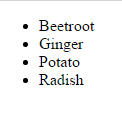 • Beetroot
• Ginger
• Potato
• Radish